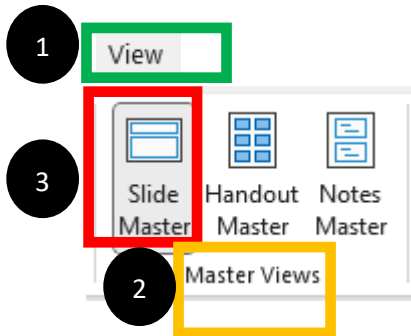 1
View
3
Slide Handout Notes
Master Master Master
2
Master Views